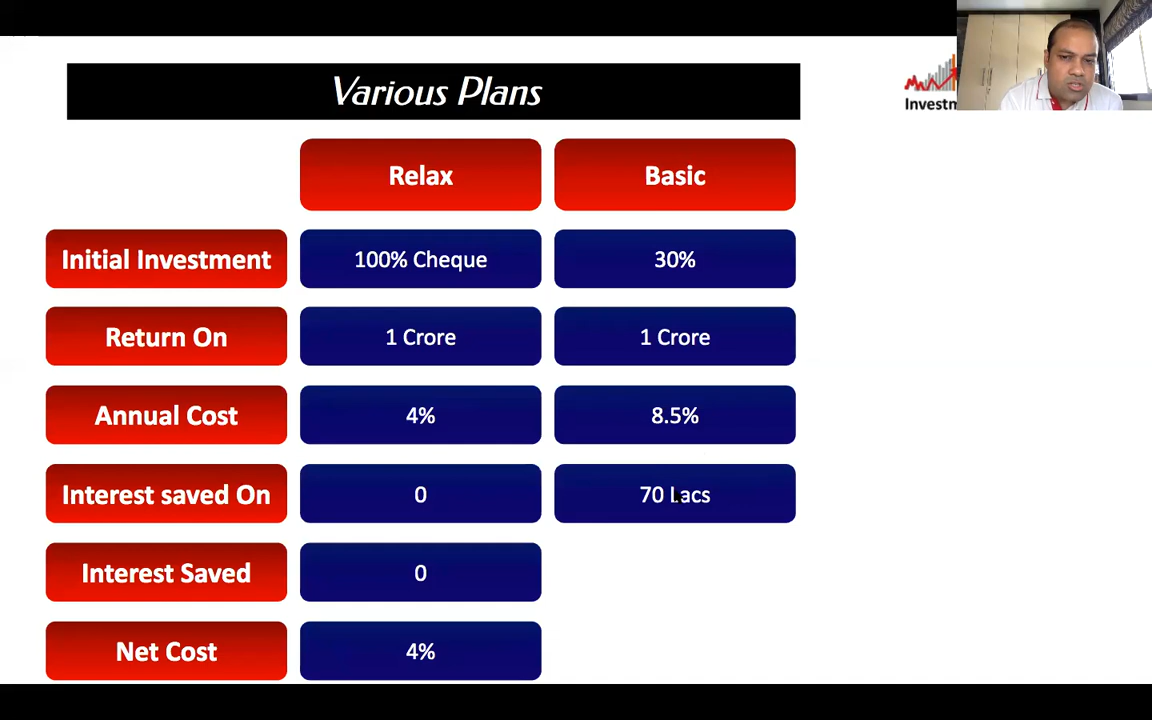 Various Plans
Investm
Relax Basic
Initial Investment 100% Cheque 30%
Return On 1 Crore 1 Crore
Annual Cost 4% 8.5%
Interest saved On 0 70 Lacs
Interest Saved 0
Net Cost 4%